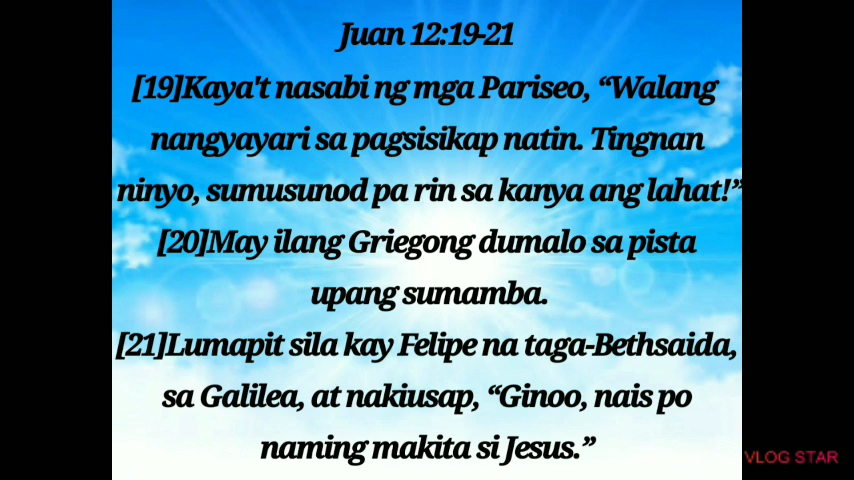 Juan 12:19-21
[19]Kaya't nasabi ng mga Pariseo, “Walang
nangyayari sa pagsisikap natin. Tingnan
ninyo, sumusunod pa rin sa kanya ang lahat!”
[20]May ilang Griegong dumalo sa pista
upang sumamba.
[21]Lumapit sila kay Felipe na taga-Bethsaida,
sa Galilea, at nakiusap, “Ginoo, nais po
naming makita si Jesus.”
VLOG STAR